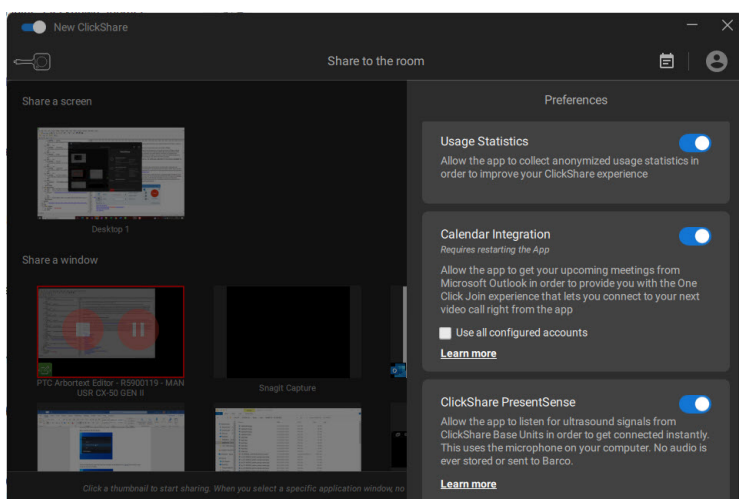 New ClickShare
Share to the room
Share a screen
Desktop 1
Share a window
PTC Arbortext Editor - R5900119 - MAN
USR CX-50 GEN II
Snagit Capture
Click a thumbnail to start sharing. When you select a specific application window, no
Preferences
Usage Statistics
Allow the app to collect anonymized usage statistics in
order to improve your ClickShare experience
Calendar Integration
Requires restarting the App
Allow the app to get your upcoming meetings from
Microsoft Outlook in order to provide you with the One
Click Join experience that lets you connect to your next
video call right from the app
Use all configured accounts
Learn more
ClickShare PresentSense
Allow the app to listen for ultrasound signals from
ClickShare Base Units in order to get connected instantly.
This uses the microphone on your computer. No audio is
ever stored or sent to Barco.
Learn more